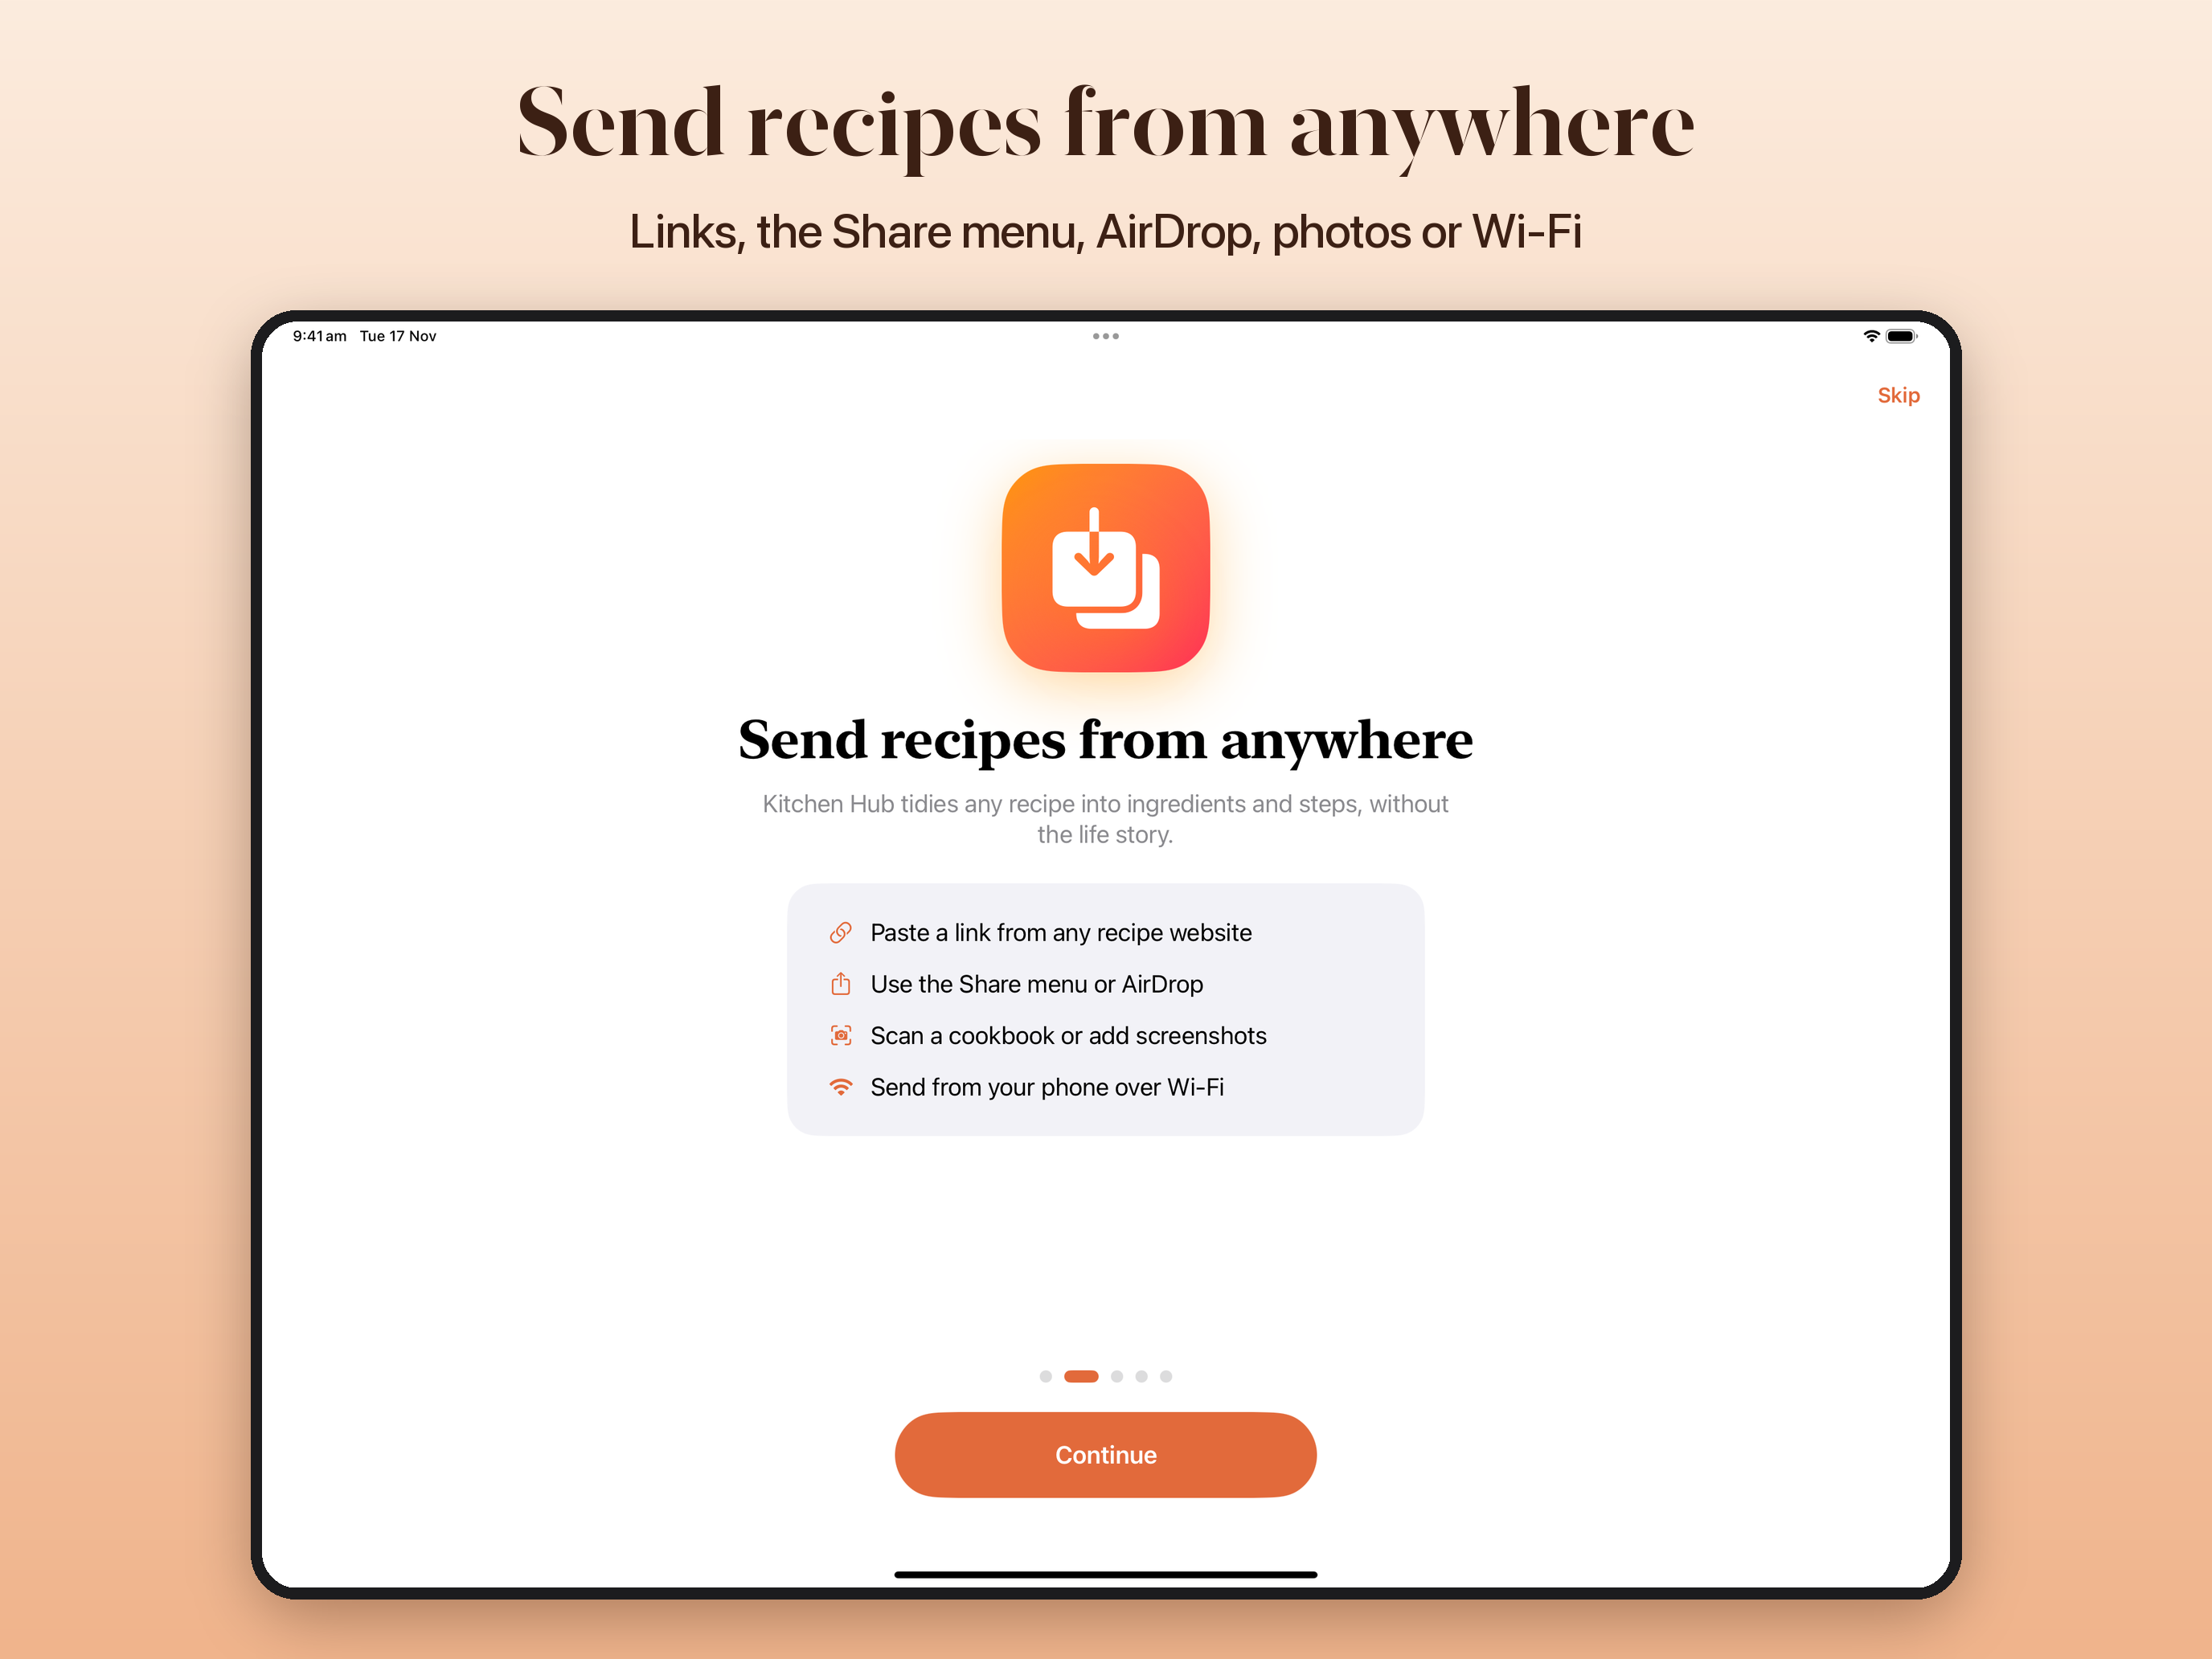 Send recipes from anywhere
Links, the Share menu, AirDrop, photos or Wi-Fi
9:41 am Tue 17 Nov
Skip
Send recipes from anywhere
Kitchen Hub tidies any recipe into ingredients and steps, without
the life story.
Paste a link from any recipe website
Use the Share menu or AirDrop
Scan a cookbook or add screenshots
Send from your phone over Wi-Fi
Continue